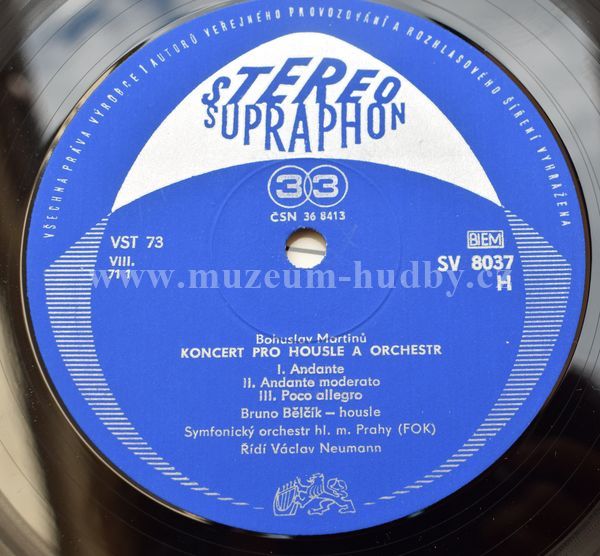 VŠECHNA PRÁVA VÝROBCE I AUTORŮ VEŘEJNÉHO PROVOZOVÁNÍ A ROZHLASOVÉHO ŠÍŘENÍ VYHRAŽENA
STEREO
SUPRAPHON
33
ČSN 36 8413
VST 73
VIII.
71 1
BIEM
SV 8037
H
www.muzeum-hudby.cz
Bohuslav Martinů
KONCERT PRO HOUSLE A ORCHESTR
I. Andante
II. Andante moderato
III. Poco allegro
Bruno Bělčík – housle
Symfonický orchestr hl. m. Prahy (FOK)
Řídí Václav Neumann